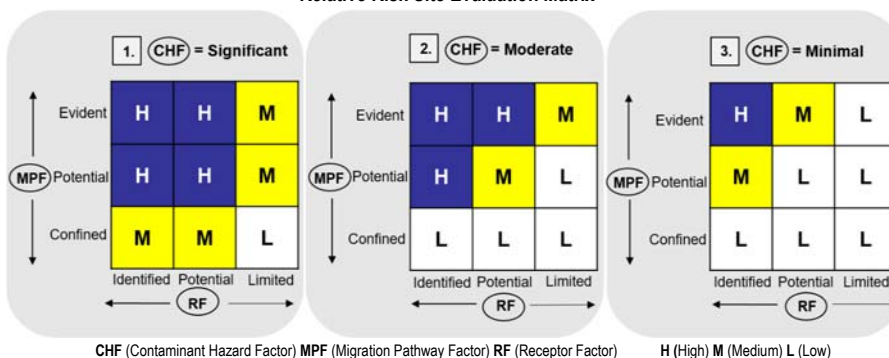 Relative Risk Site Evaluation Matrix
1. CHF = Significant
Evident H H M
MPF Potential H H M
Confined M M L
Identified Potential Limited
RF
2. CHF = Moderate
Evident H H M
MPF Potential H M L
Confined L L L
Identified Potential Limited
RF
3. CHF = Minimal
Evident H M L
MPF Potential M L L
Confined L L L
Identified Potential Limited
RF
CHF (Contaminant Hazard Factor) MPF (Migration Pathway Factor) RF (Receptor Factor) H (High) M (Medium) L (Low)